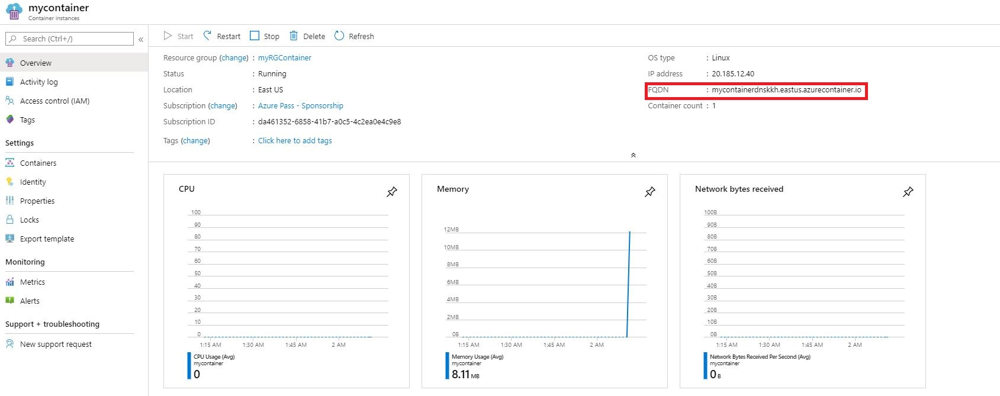 mycontainer
Container instances
Search (Ctrl+/)
«
Overview
Activity log
Access control (IAM)
Tags
Settings
Containers
Identity
Properties
Locks
Export template
Monitoring
Metrics
Alerts
Support + troubleshooting
New support request
Start Restart Stop Delete Refresh
Resource group (change) : myRGContainer
Status : Running
Location : East US
Subscription (change) : Azure Pass - Sponsorship
Subscription ID : da461352-6858-41b7-a0c5-4c2ea0e4c9e8
Tags (change) : Click here to add tags
OS type : Linux
IP address : 20.185.12.40
FQDN : mycontainerdnskkh.eastus.azurecontainer.io
Container count : 1
CPU
100
90
80
70
60
50
40
30
20
10
0
1:15 AM 1:30 AM 1:45 AM 2 AM
CPU Usage (Avg)
mycontainer
0
Memory
12MB
10MB
8MB
6MB
4MB
2MB
0B
1:15 AM 1:30 AM 1:45 AM 2 AM
Memory Usage (Avg)
mycontainer
8.11 MB
Network bytes received
100B
90B
80B
70B
60B
50B
40B
30B
20B
10B
0B
1:15 AM 1:30 AM 1:45 AM 2 AM
Network Bytes Received Per Second (Avg)
mycontainer
0 B